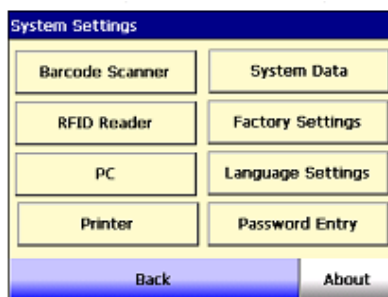 System Settings
Barcode Scanner
System Data
RFID Reader
Factory Settings
PC
Language Settings
Printer
Password Entry
Back
About